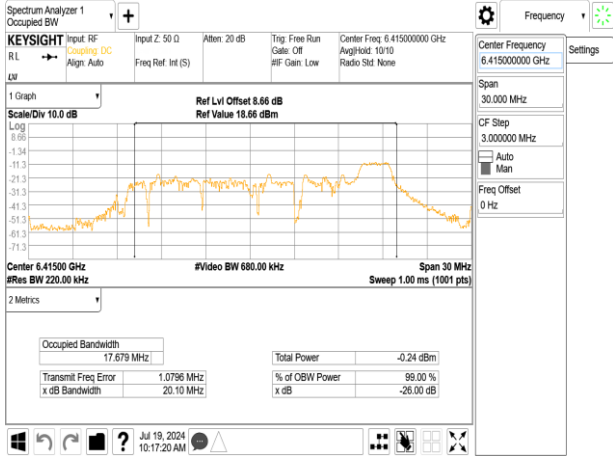 Spectrum Analyzer 1
Occupied BW
Frequency
KEYSIGHT
RL
Input: RF
Coupling: DC
Align: Auto
Input Z: 50 Ω
Freq Ref: Int (S)
Atten: 20 dB
Trig: Free Run
Gate: Off
#IF Gain: Low
Center Freq: 6.415000000 GHz
Avg|Hold: 10/10
Radio Std: None
Center Frequency
6.415000000 GHz
Settings
Span
30.000 MHz
CF Step
3.000000 MHz
Auto
Man
Freq Offset
0 Hz
1 Graph
Scale/Div 10.0 dB
Ref Lvl Offset 8.66 dB
Ref Value 18.66 dBm
Log
8.66
-1.34
-11.3
-21.3
-31.3
-41.3
-51.3
-61.3
-71.3
Center 6.41500 GHz
#Video BW 680.00 kHz
Span 30 MHz
#Res BW 220.00 kHz
Sweep 1.00 ms (1001 pts)
2 Metrics
Occupied Bandwidth
17.679 MHz
Total Power -0.24 dBm
Transmit Freq Error 1.0796 MHz
% of OBW Power 99.00 %
x dB Bandwidth 20.10 MHz
x dB -26.00 dB
?
Jul 19, 2024
10:17:20 AM